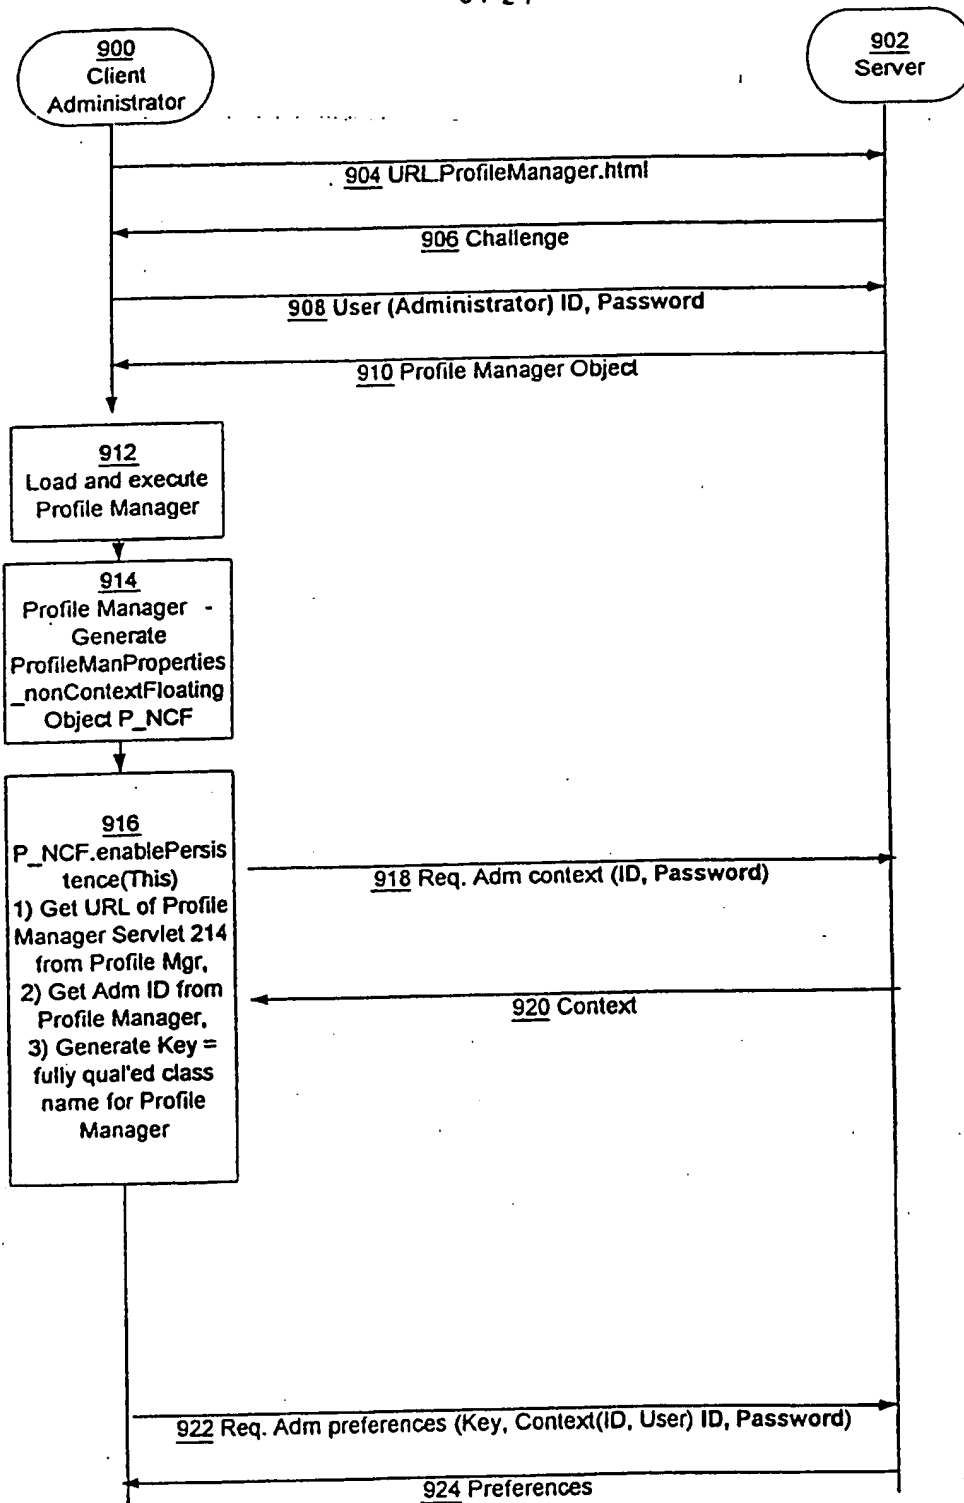 900
Client
Administrator
902
Server
904 URL.ProfileManager.html
906 Challenge
908 User (Administrator) ID, Password
910 Profile Manager Object
912
Load and execute
Profile Manager
914
Profile Manager -
Generate
ProfileManProperties
_nonContextFloating
Object P_NCF
916
P_NCF.enablePersis
tence(This)
1) Get URL of Profile
Manager Servlet 214
from Profile Mgr,
2) Get Adm ID from
Profile Manager,
3) Generate Key =
fully qual'ed class
name for Profile
Manager
918 Req. Adm context (ID, Password)
920 Context
922 Req. Adm preferences (Key, Context(ID, User) ID, Password)
924 Preferences